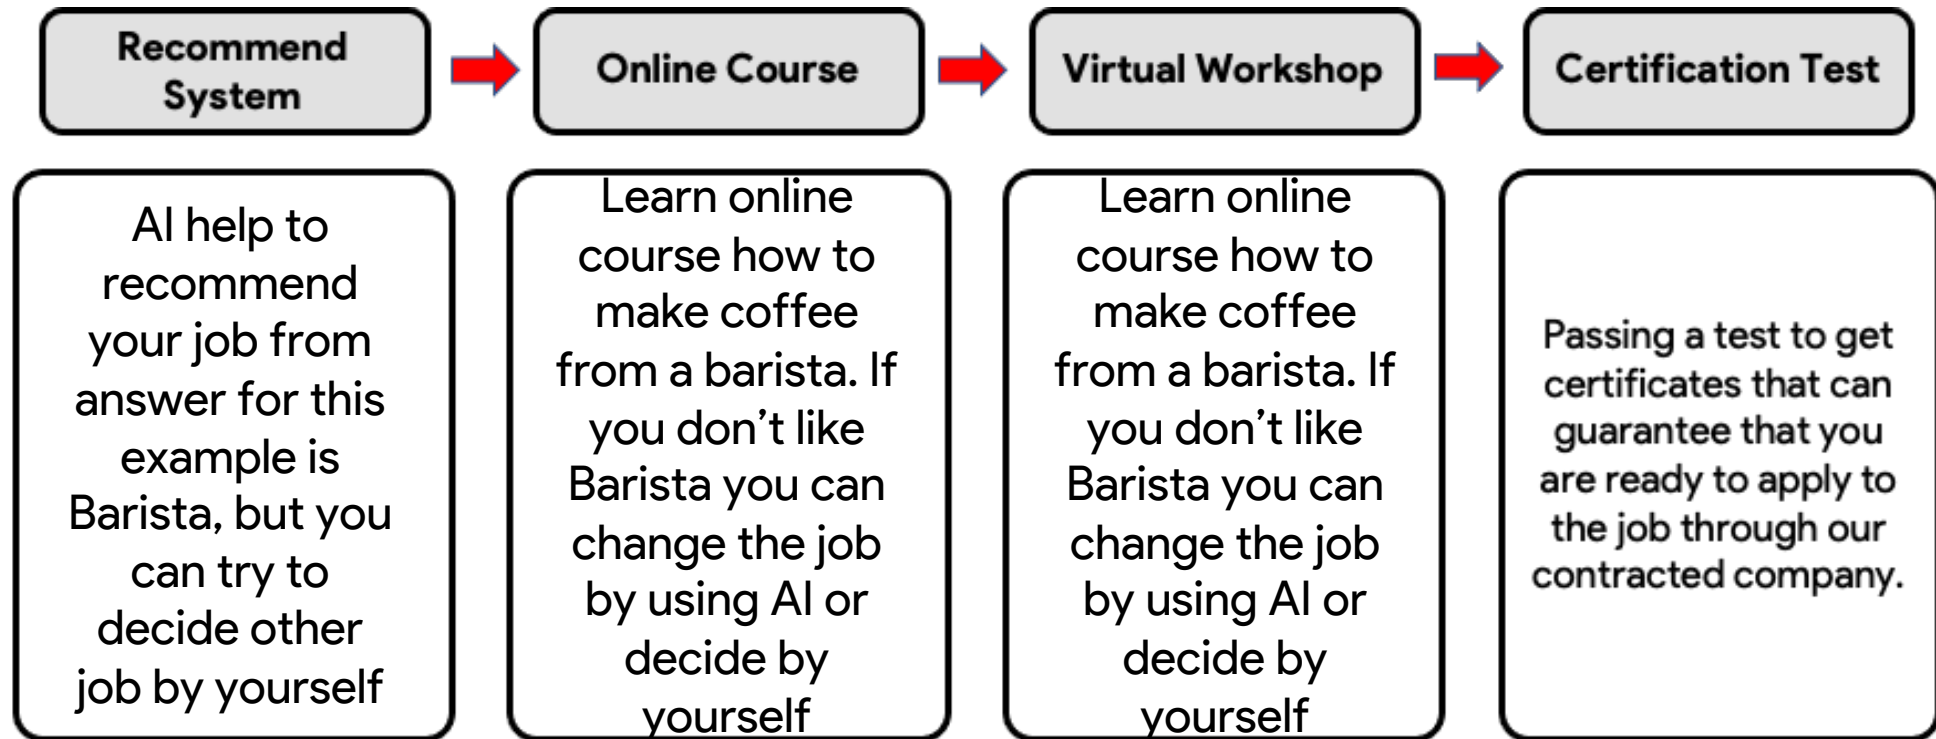 Recommend
System
Online Course
Virtual Workshop
Certification Test
AI help to
recommend
your job from
answer for this
example is
Barista, but you
can try to
decide other
job by yourself
Learn online
course how to
make coffee
from a barista. If
you don’t like
Barista you can
change the job
by using AI or
decide by
yourself
Learn online
course how to
make coffee
from a barista. If
you don’t like
Barista you can
change the job
by using AI or
decide by
yourself
Passing a test to get
certificates that can
guarantee that you
are ready to apply to
the job through our
contracted company.